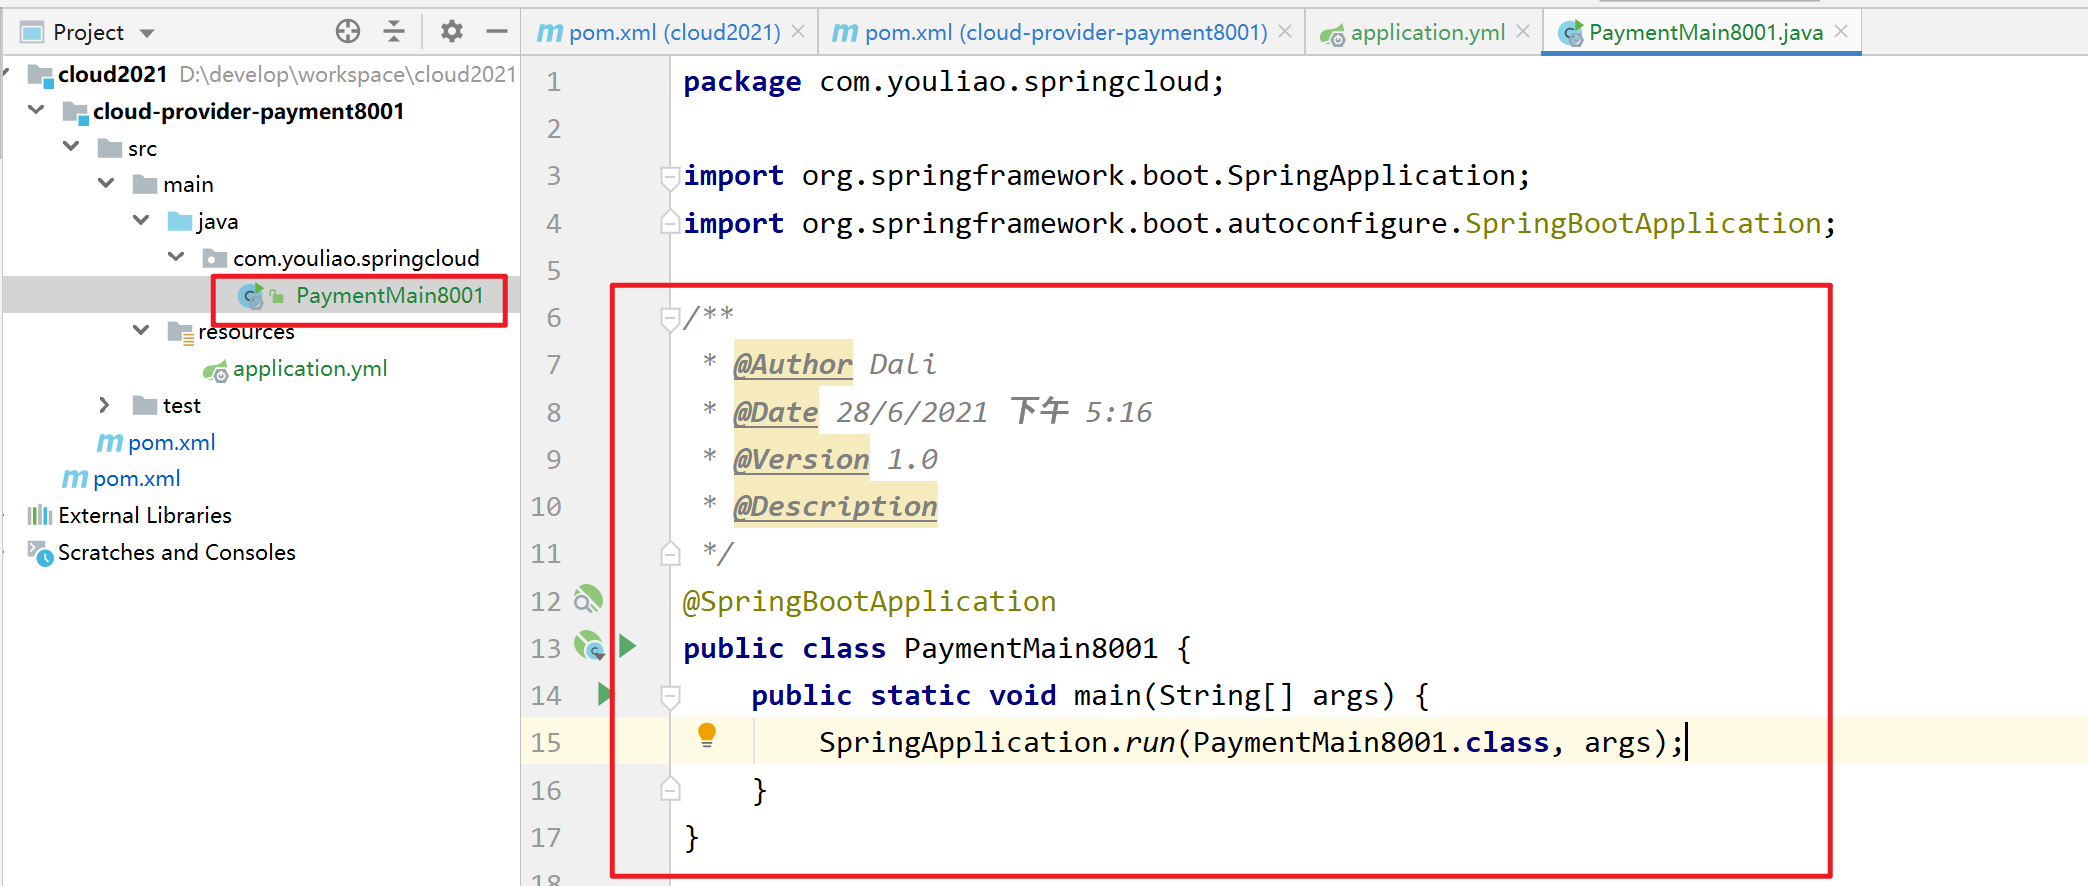 Project
cloud2021 D:\develop\workspace\cloud2021
cloud-provider-payment8001
src
main
java
com.youliao.springcloud
PaymentMain8001
resources
application.yml
test
pom.xml
pom.xml
External Libraries
Scratches and Consoles
pom.xml (cloud2021) pom.xml (cloud-provider-payment8001) application.yml PaymentMain8001.java
1 package com.youliao.springcloud;
2
3 import org.springframework.boot.SpringApplication;
4 import org.springframework.boot.autoconfigure.SpringBootApplication;
5
6 /**
7 * @Author Dali
8 * @Date 28/6/2021 下午 5:16
9 * @Version 1.0
10 * @Description
11 */
12 @SpringBootApplication
13 public class PaymentMain8001 {
14 public static void main(String[] args) {
15 SpringApplication.run(PaymentMain8001.class, args);
16 }
17 }
18